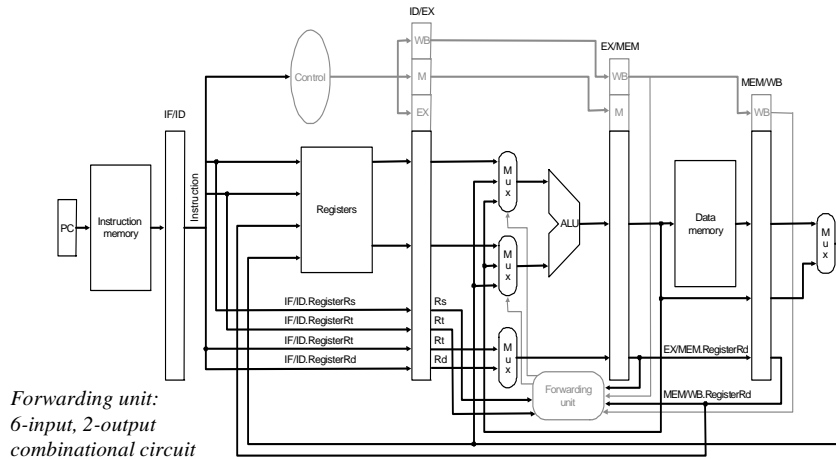 ID/EX
WB
EX/MEM
Control
M
WB
MEM/WB
IF/ID
EX
M
WB
Instruction
PC
Instruction
memory
Registers
M
u
x
M
u
x
ALU
Data
memory
M
u
x
IF/ID.RegisterRs
Rs
IF/ID.RegisterRt
Rt
IF/ID.RegisterRt
Rt
IF/ID.RegisterRd
Rd
M
u
x
EX/MEM.RegisterRd
Forwarding
unit
MEM/WB.RegisterRd
Forwarding unit:
6-input, 2-output
combinational circuit